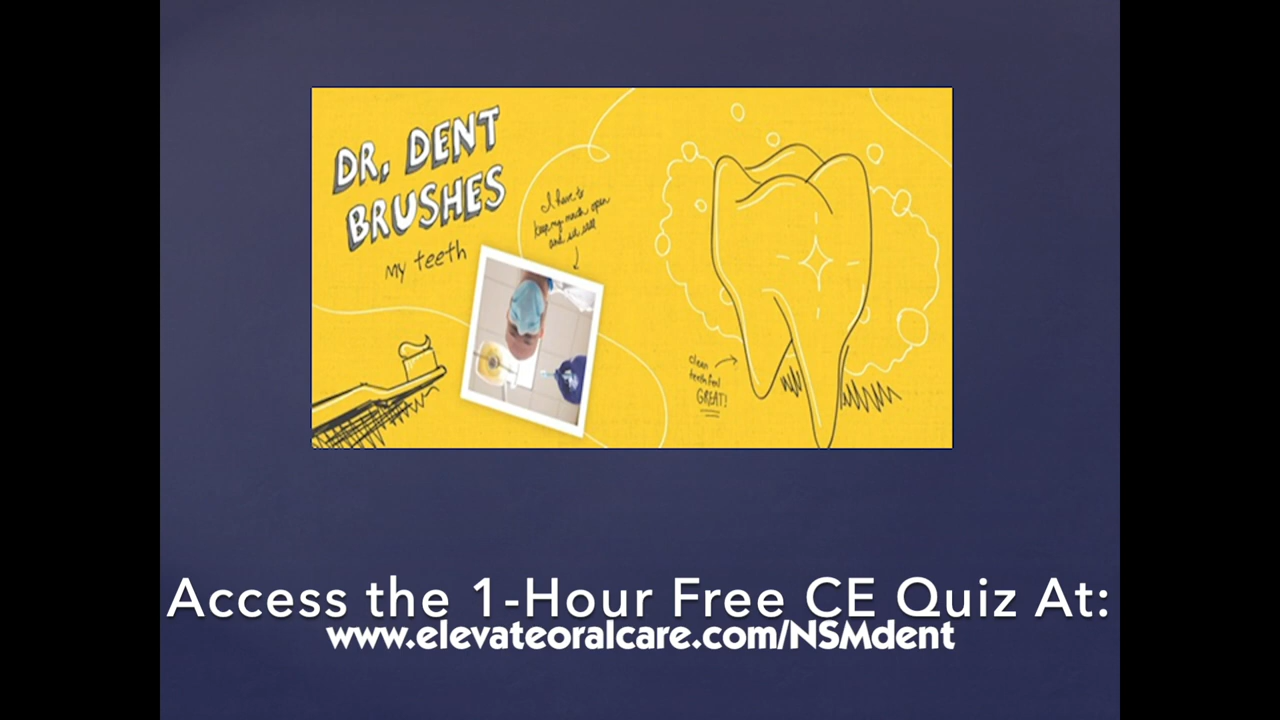 DR. DENT
BRUSHES
my teeth
I have to
keep my mouth open
and sit still
clean
teeth feel
GREAT!
Access the 1-Hour Free CE Quiz At:
www.elevateoralcare.com/NSMdent